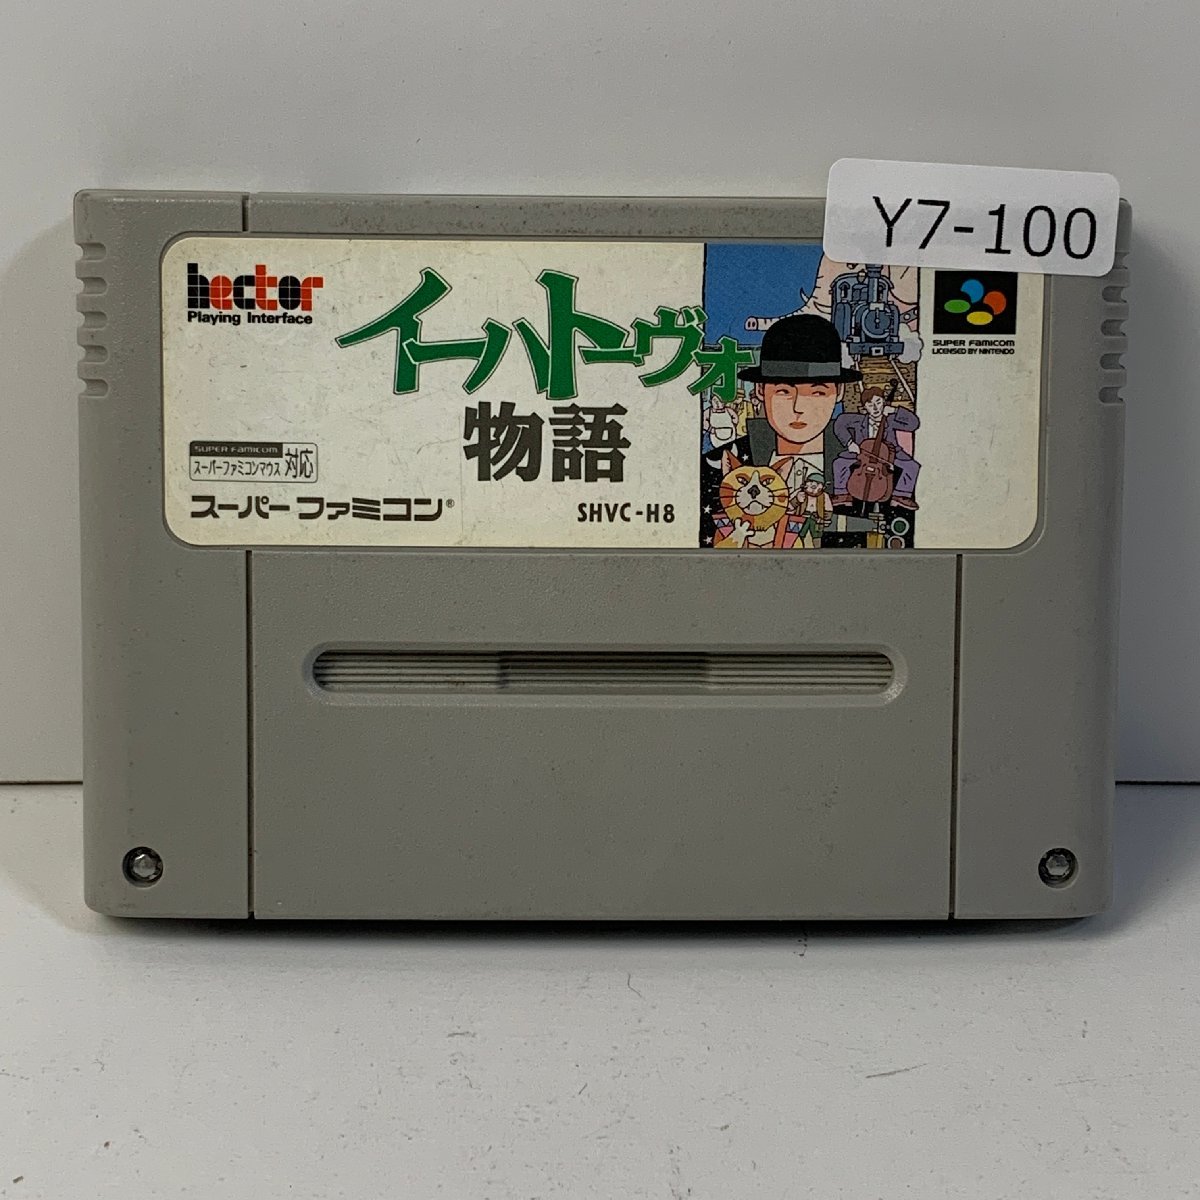 Y7-100
hector
Playing Interface
イーハトーヴォ
物語
SUPER FAMICOM
LICENSED BY NINTENDO
SUPER FAMICOM
スーパーファミコンマウス 対応
スーパーファミコン®
SHVC-H8